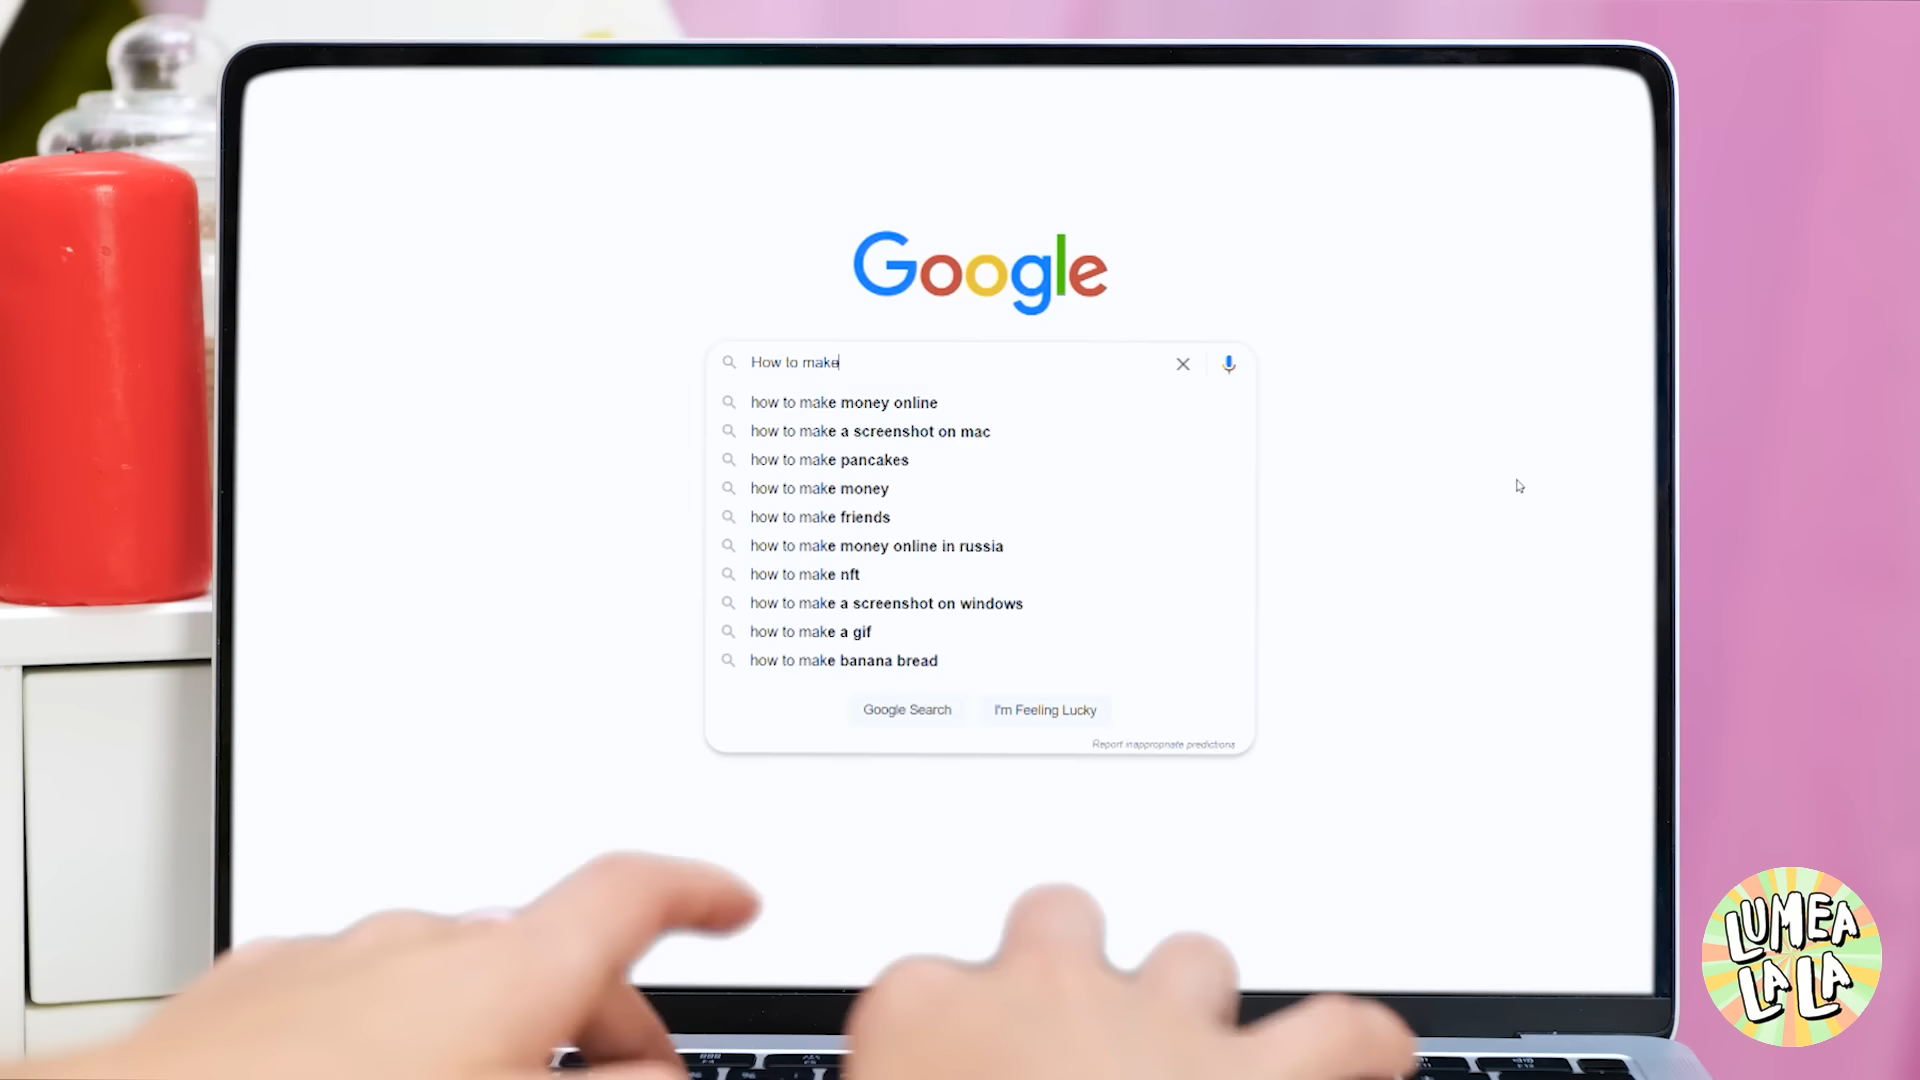 Google
How to make
how to make money online
how to make a screenshot on mac
how to make pancakes
how to make money
how to make friends
how to make money online in russia
how to make nft
how to make a screenshot on windows
how to make a gif
how to make banana bread
Google Search
I'm Feeling Lucky
Report inappropriate predictions
LUMEA
LA LA